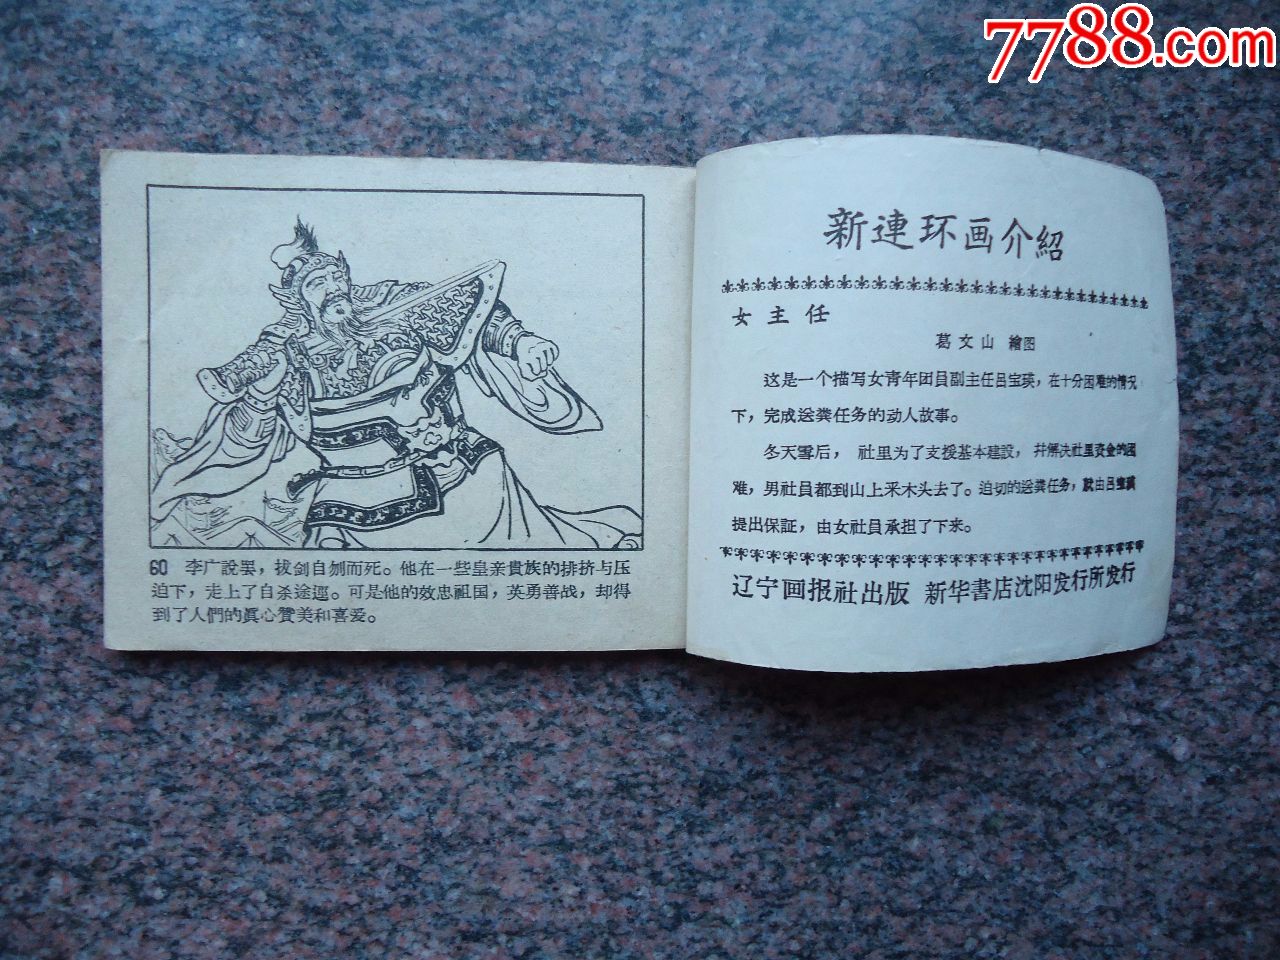 7788.com
60 李广說罢，拔剑自刎而死。他在一些皇亲貴族的排挤与压
迫下，走上了自杀途逕。可是他的效忠祖国，英勇善战，却得
到了人們的眞心贊美和喜爱。
新連环画介紹
女主任
葛文山 繪图
这是一个描写女青年团員副主任吕宝瑛，在十分困难的情况
下，完成送粪任务的动人故事。
冬天雪后，社里为了支援基本建設，幷解决社里资金的困
难，男社員都到山上釆木头去了。迫切的送粪任务，就由吕宝瑛
提出保証，由女社員承担了下来。
辽宁画报社出版 新华書店沈阳发行所发行